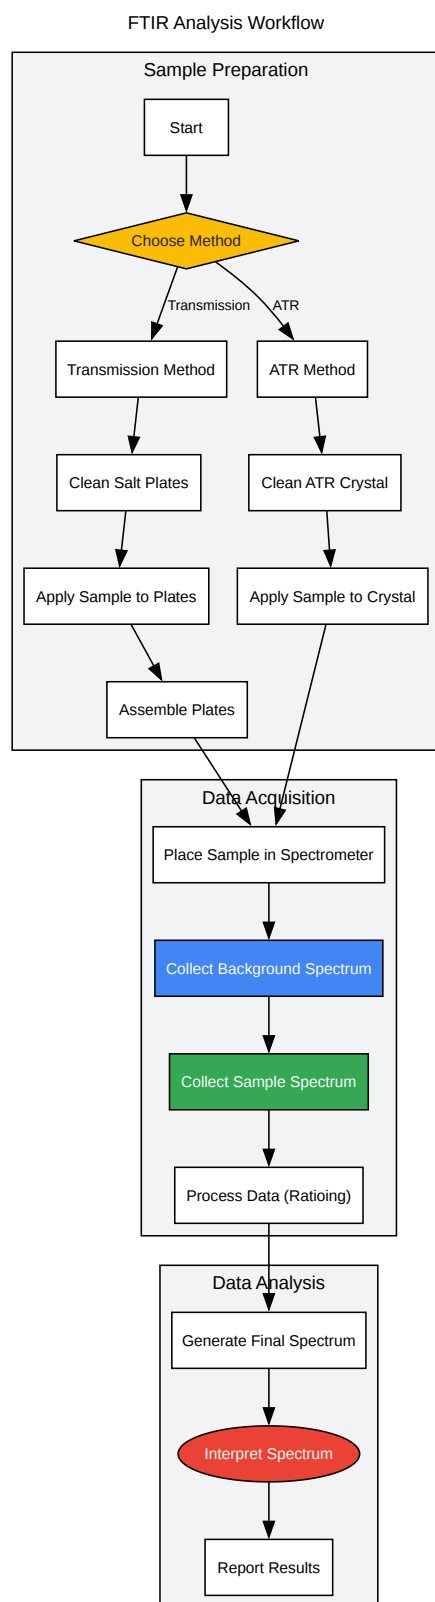 FTIR Analysis Workflow
Sample Preparation
Start
Choose Method
Transmission
ATR
Transmission Method
ATR Method
Clean Salt Plates
Clean ATR Crystal
Apply Sample to Plates
Apply Sample to Crystal
Assemble Plates
Data Acquisition
Place Sample in Spectrometer
Collect Background Spectrum
Collect Sample Spectrum
Process Data (Ratioing)
Data Analysis
Generate Final Spectrum
Interpret Spectrum
Report Results